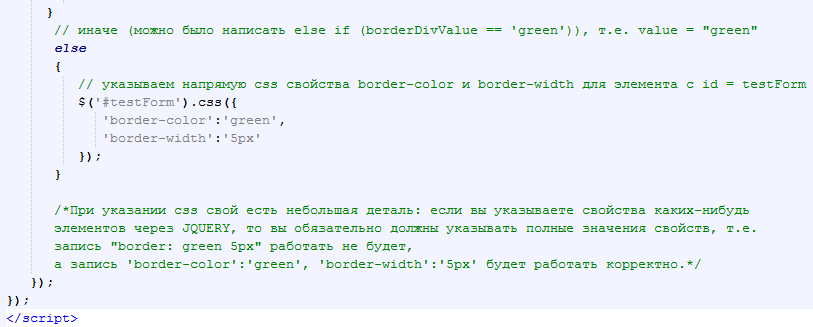 }
// иначе (можно было написать else if (borderDivValue == 'green')), т.е. value = "green"
else
{
// указываем напрямую css свойства border-color и border-width для элемента с id = testForm
$('#testForm').css({
'border-color':'green',
'border-width':'5px'
});
}
/*При указании css свой есть небольшая деталь: если вы указываете свойства каких-нибудь
элементов через JQUERY, то вы обязательно должны указывать полные значения свойств, т.е.
запись "border: green 5px" работать не будет,
а запись 'border-color':'green', 'border-width':'5px' будет работать корректно.*/
});
});
</script>